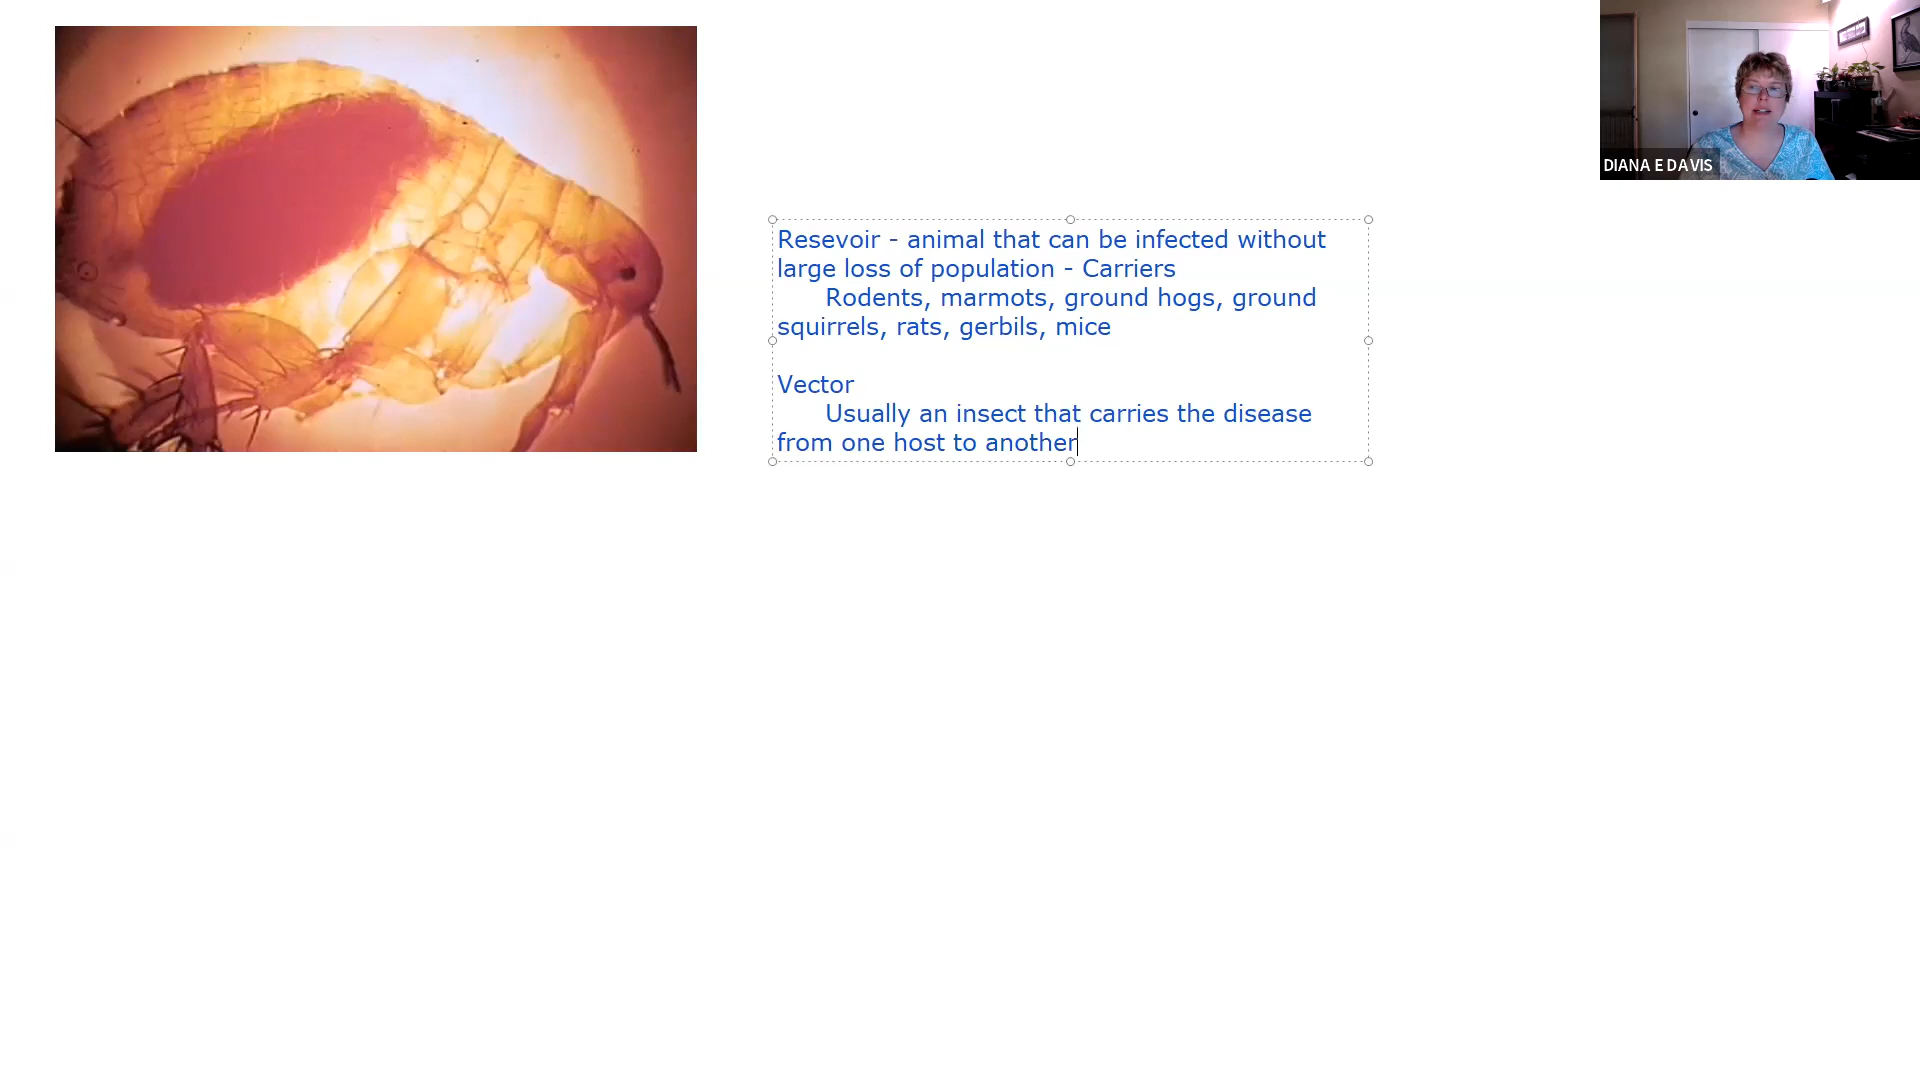 DIANA E DAVIS
Resevoir - animal that can be infected without
large loss of population - Carriers
Rodents, marmots, ground hogs, ground
squirrels, rats, gerbils, mice
Vector
Usually an insect that carries the disease
from one host to another